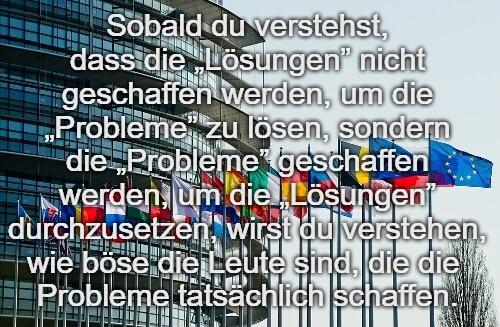 Sobald du verstehst,
dass die „Lösungen” nicht
geschaffen werden, um die
„Probleme” zu lösen, sondern
die „Probleme” geschaffen
werden, um die „Lösungen”
durchzusetzen, wirst du verstehen,
wie böse die Leute sind, die die
Probleme tatsächlich schaffen.